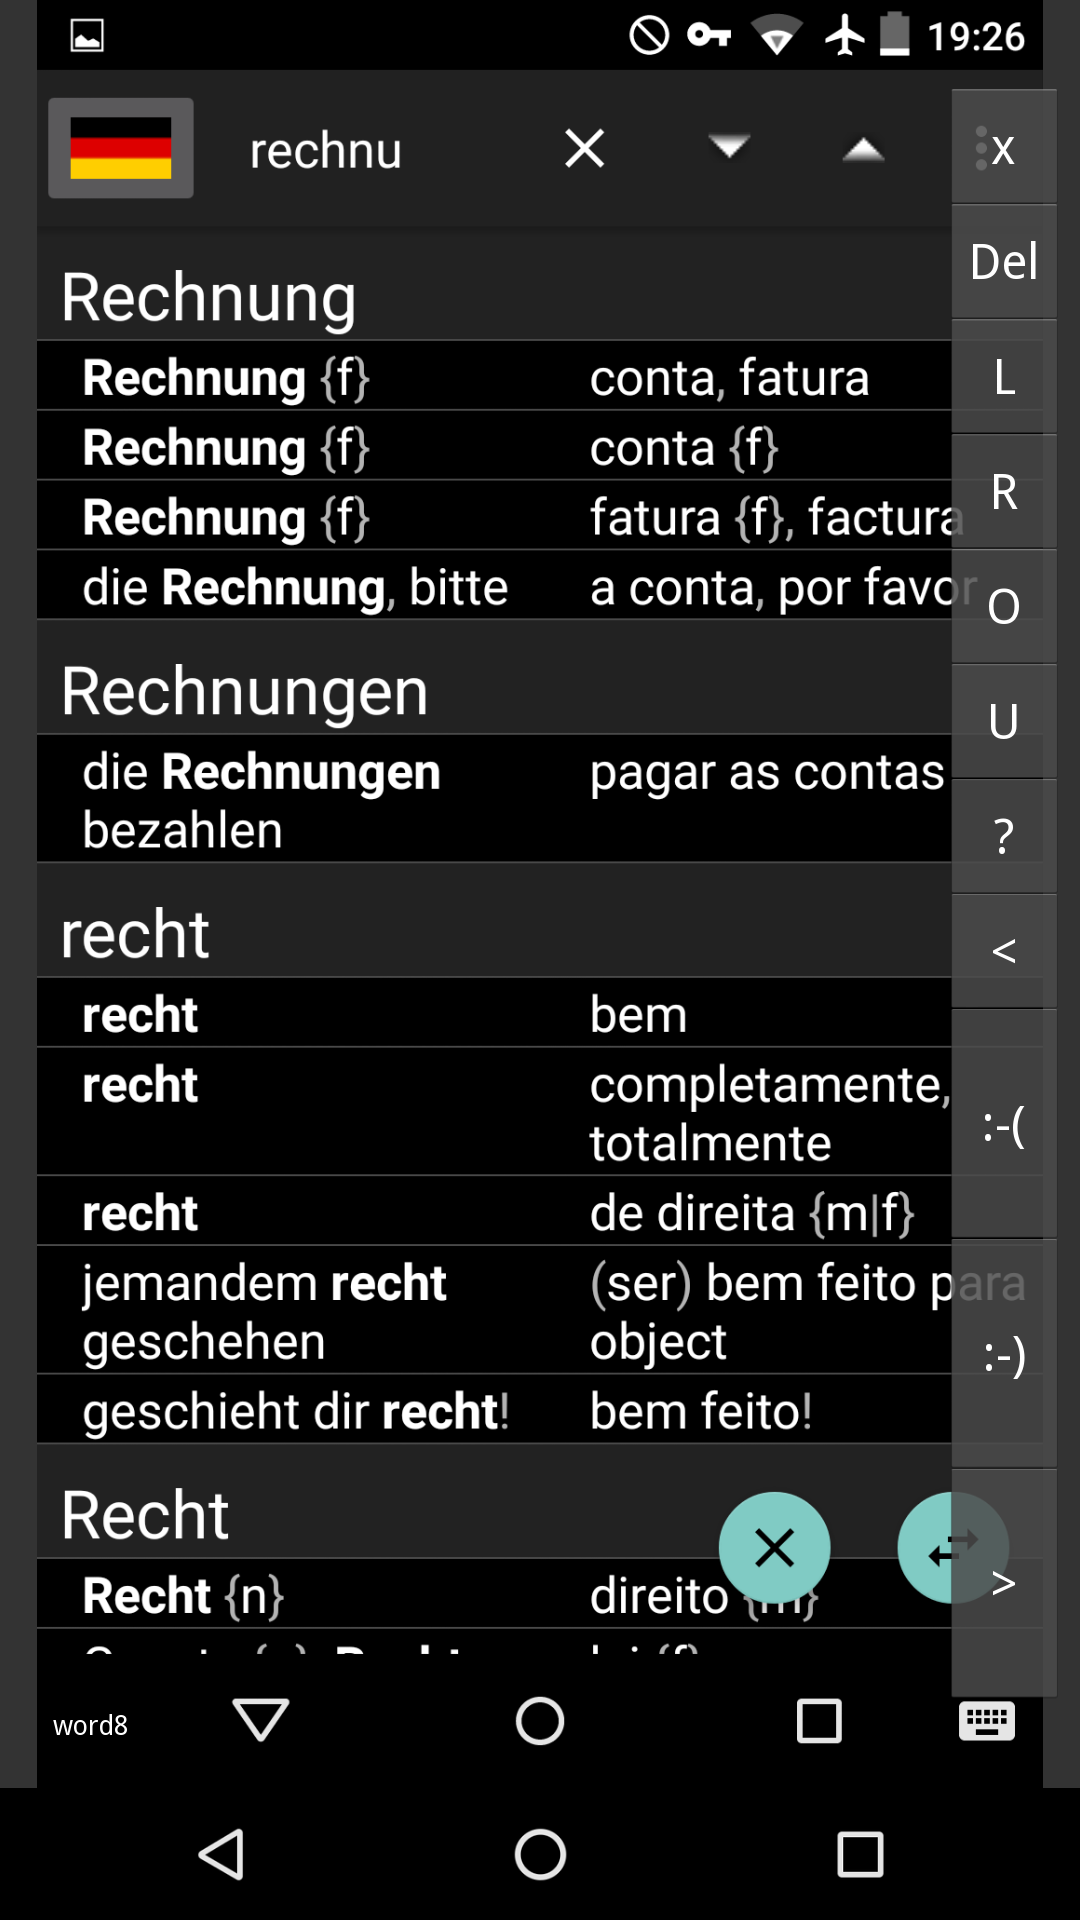 19:26
rechnu
x
Del
L
R
O
U
?
<
:-(
:-)
>
Rechnung
Rechnung {f} conta, fatura
Rechnung {f} conta {f}
Rechnung {f} fatura {f}, factura
die Rechnung, bitte a conta, por favor
Rechnungen
die Rechnungen pagar as contas
bezahlen
recht
recht bem
recht completamente,
totalmente
recht de direita {m|f}
jemandem recht (ser) bem feito para
geschehen object
geschieht dir recht! bem feito!
Recht
Recht {n} direito {m}
word8